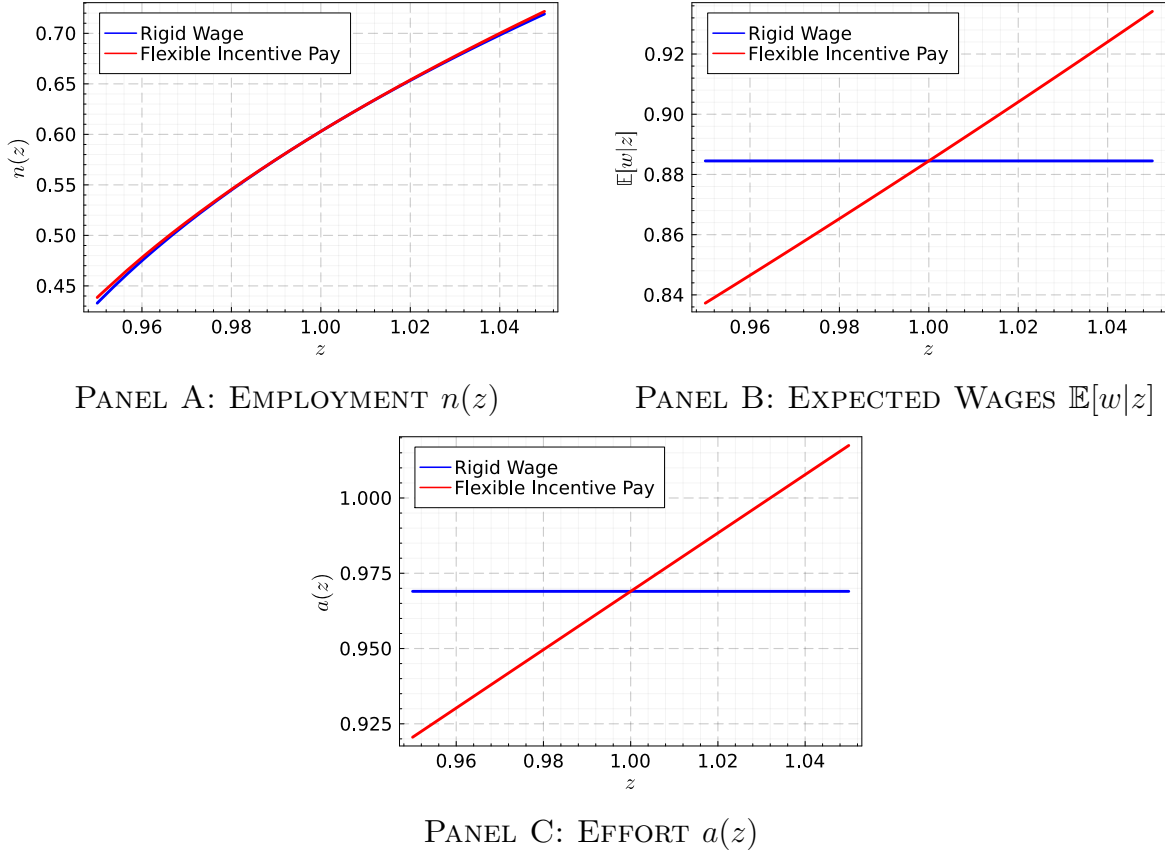 Rigid Wage
Flexible Incentive Pay
0.70
0.65
0.60
0.55
0.50
0.45
n(z)
0.96
0.98
1.00
1.02
1.04
z
PANEL A: EMPLOYMENT n(z)
Rigid Wage
Flexible Incentive Pay
0.92
0.90
0.88
0.86
0.84
𝔼[w|z]
0.96
0.98
1.00
1.02
1.04
z
PANEL B: EXPECTED WAGES 𝔼[w|z]
Rigid Wage
Flexible Incentive Pay
1.000
0.975
0.950
0.925
a(z)
0.96
0.98
1.00
1.02
1.04
z
PANEL C: EFFORT a(z)